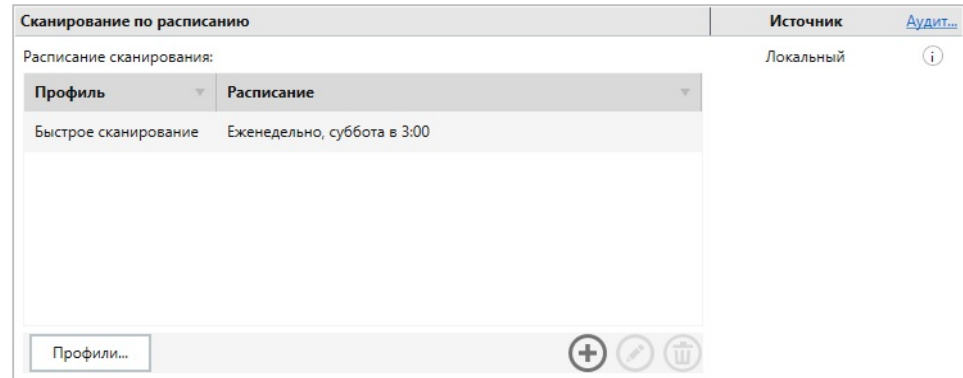 Сканирование по расписанию Источник Аудит...
Расписание сканирования: Локальный
Профиль Расписание
Быстрое сканирование Еженедельно, суббота в 3:00
Профили...